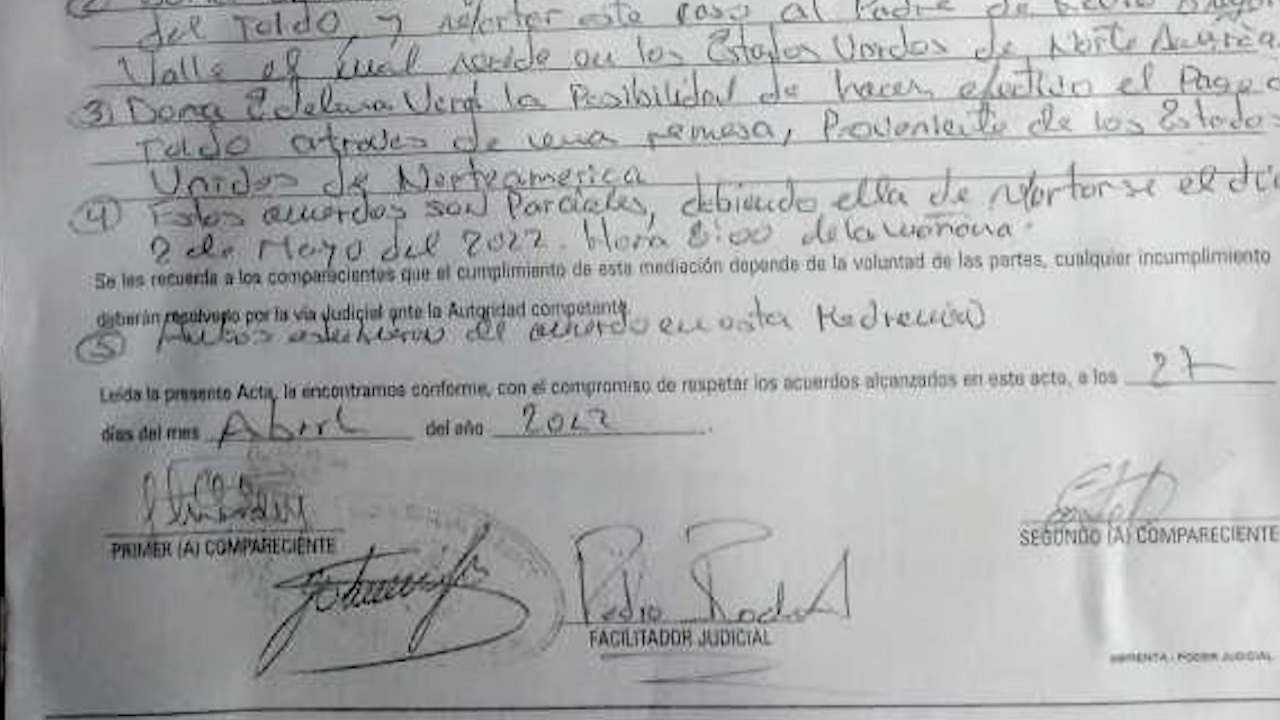 del Toldo, y reportar este caso al Padre de
Valle el cual reside en los Estados Unidos de Norte America
3) Doña Edelma Verá la Posibilidad de hacer efectivo el Pago
Toldo atraves de una remesa, Proveniente de los Estados
Unidos de Norteamerica
4) Estos acuerdos son Parciales, debiendo ella de reportarse el día
2 de Mayo del 2022. Hora 8:00 de la mañana.
Se les recuerda a los comparecientes que el cumplimiento de esta mediación depende de la voluntad de las partes, cualquier incumplimiento
deberán resolverlo por la vía Judicial ante la Autoridad competente.
5) Ambos estuvieron de acuerdo en esta Mediación
Leída la presente Acta, la encontramos conforme, con el compromiso de respetar los acuerdos alcanzados en este acto, a los 27
días del mes Abril del año 2022.
PRIMER (A) COMPARECIENTE
SEGUNDO (A) COMPARECIENTE
Pedro
FACILITADOR JUDICIAL
IMPRENTA - PODER JUDICIAL